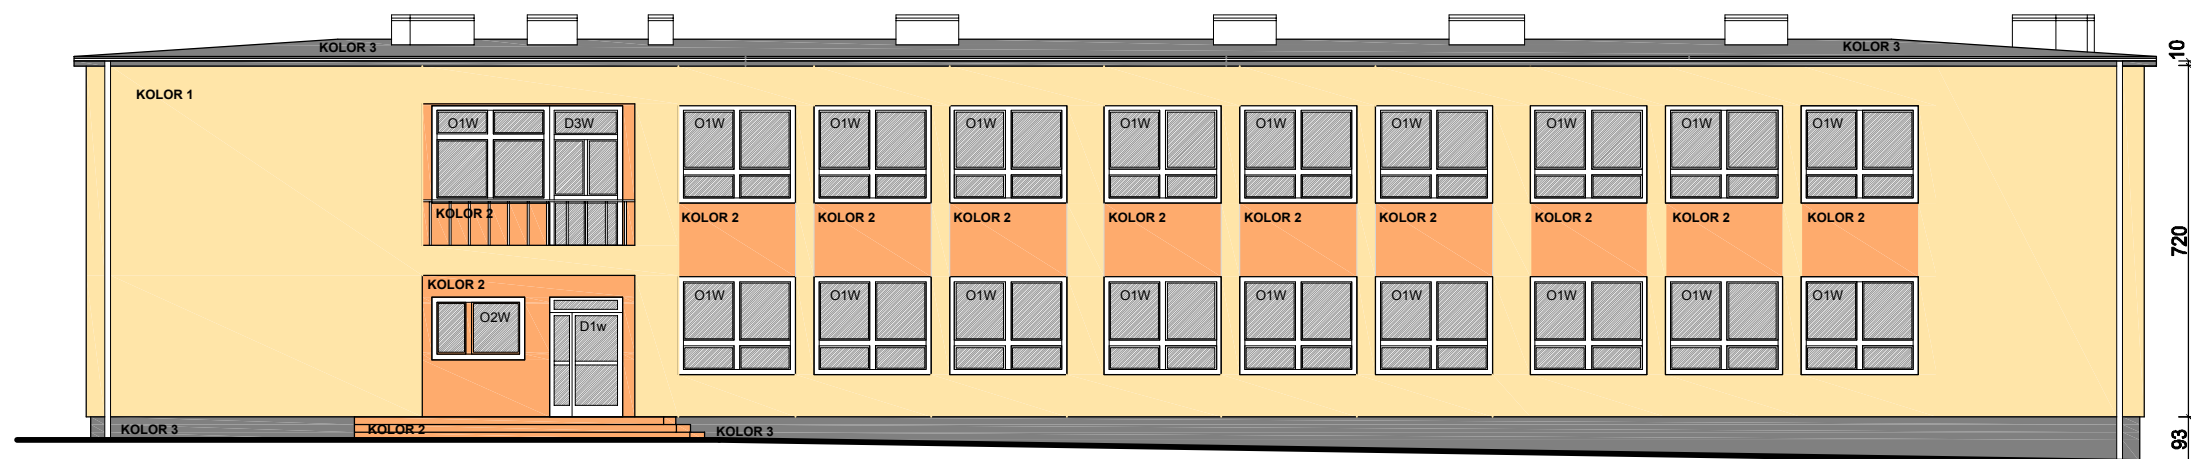 KOLOR 3 KOLOR 3 10
KOLOR 1
O1W D3W O1W O1W O1W O1W O1W O1W O1W O1W O1W
KOLOR 2 KOLOR 2 KOLOR 2 KOLOR 2 KOLOR 2 KOLOR 2 KOLOR 2 KOLOR 2 KOLOR 2 KOLOR 2
720
KOLOR 2
O1W O1W O1W O1W O1W O1W O1W O1W O1W
O2W D1w
KOLOR 3 KOLOR 2 KOLOR 3 93